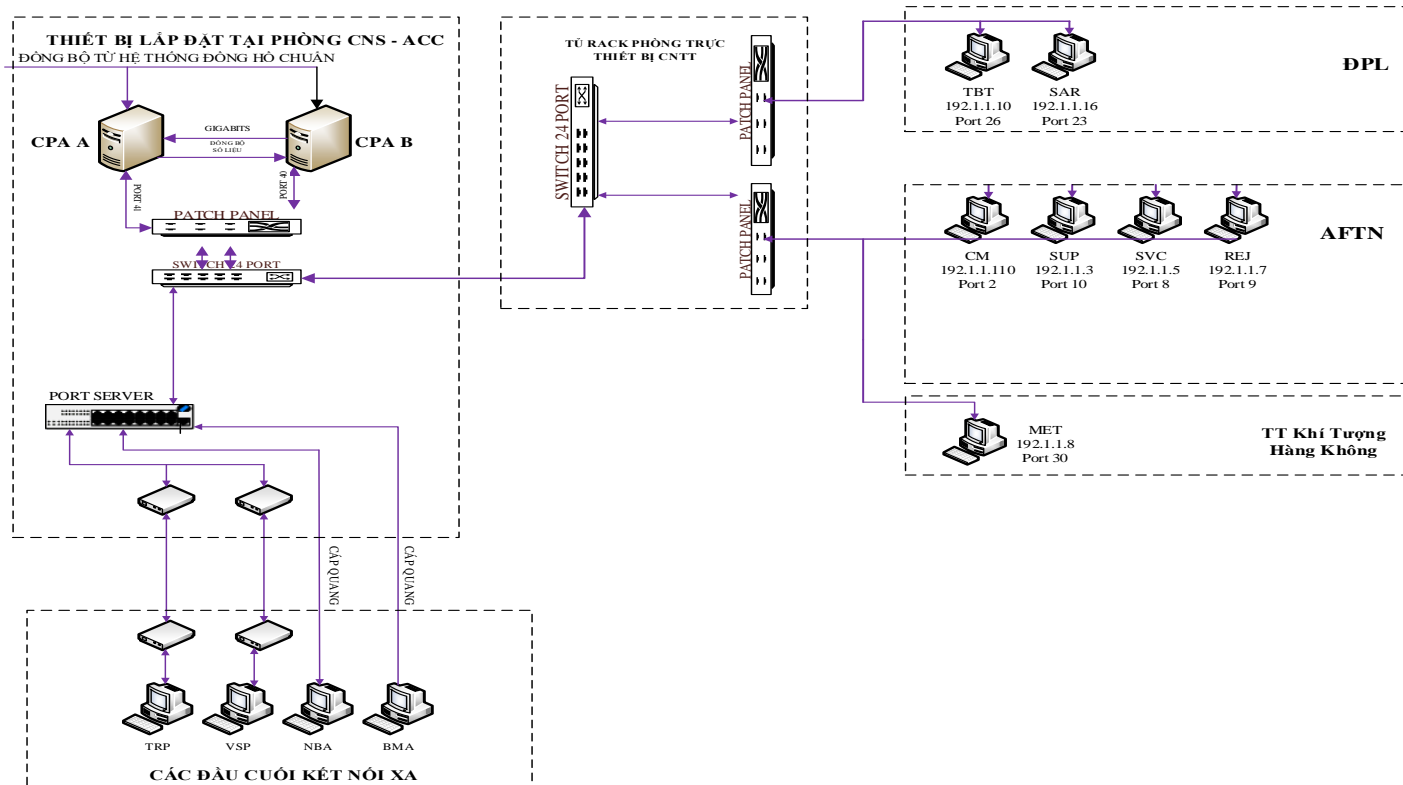 THIẾT BỊ LẮP ĐẶT TẠI PHÒNG CNS - ACC
ĐỒNG BỘ TỪ HỆ THỐNG ĐỒNG HỒ CHUẨN
CPA A
GIGABITS
ĐỒNG BỘ
SỐ LIỆU
CPA B
PORT 41
PORT 40
PATCH PANEL
SWITCH 24 PORT
PORT SERVER
CÁP QUANG
CÁP QUANG
TRP
VSP
NBA
BMA
CÁC ĐẦU CUỐI KẾT NỐI XA
TỦ RACK PHÒNG TRỰC
THIẾT BỊ CNTT
SWITCH 24 PORT
PATCH PANEL
PATCH PANEL
TBT
192.1.1.10
Port 26
SAR
192.1.1.16
Port 23
ĐPL
CM
192.1.1.110
Port 2
SUP
192.1.1.3
Port 10
SVC
192.1.1.5
Port 8
REJ
192.1.1.7
Port 9
AFTN
MET
192.1.1.8
Port 30
TT Khí Tượng
Hàng Không